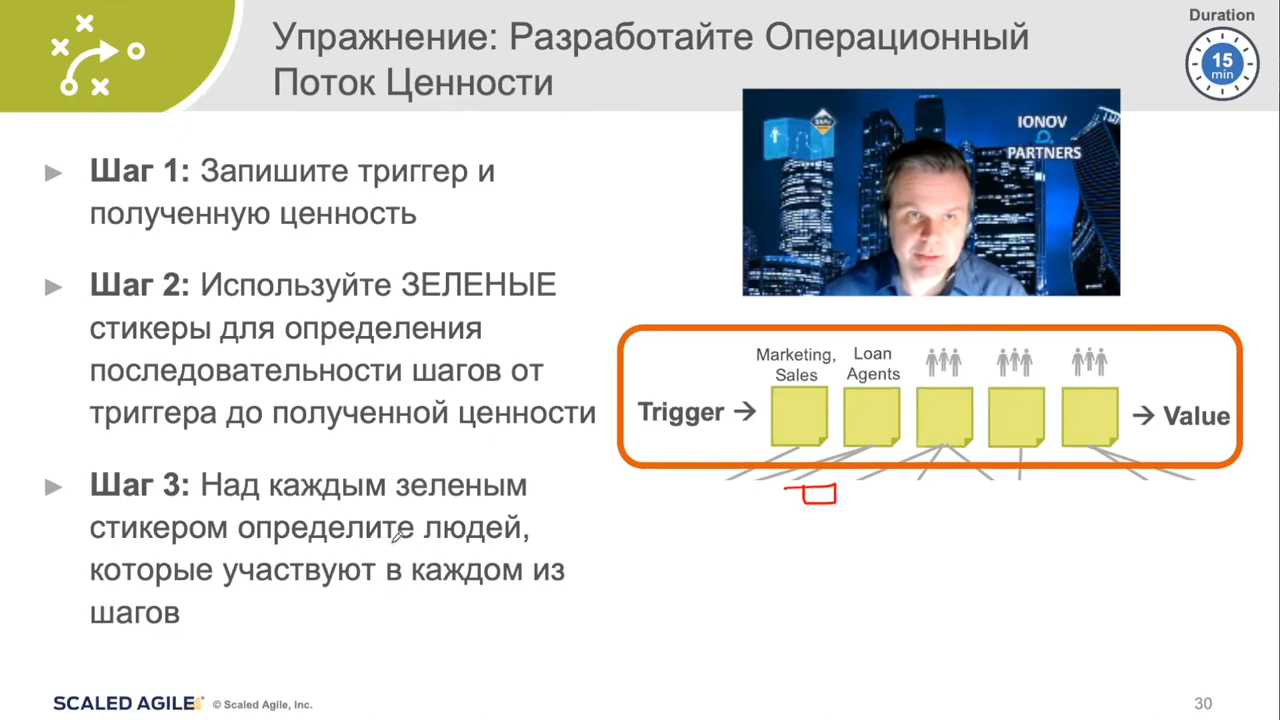 Упражнение: Разработайте Операционный
Поток Ценности
Duration
15
min
IONOV
PARTNERS
► Шаг 1: Запишите триггер и
полученную ценность
► Шаг 2: Используйте ЗЕЛЕНЫЕ
стикеры для определения
последовательности шагов от
триггера до полученной ценности
► Шаг 3: Над каждым зеленым
стикером определите людей,
которые участвуют в каждом из
шагов
Marketing,
Sales
Loan
Agents
Trigger →
→ Value
SCALED AGILE © Scaled Agile, Inc.
30